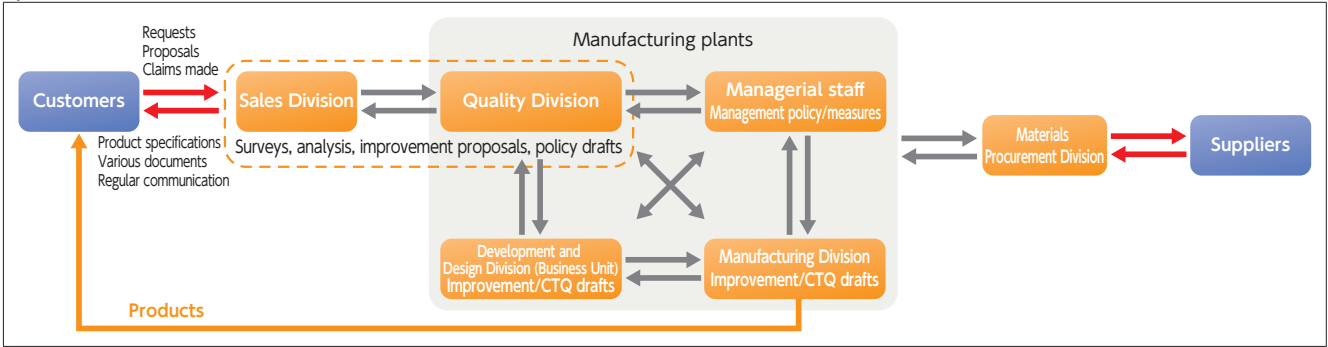 Manufacturing plants
Requests
Proposals
Claims made
Customers
Sales Division
Quality Division
Managerial staff
Management policy/measures
Product specifications
Various documents
Regular communication
Surveys, analysis, improvement proposals, policy drafts
Materials
Procurement Division
Suppliers
Development and
Design Division (Business Unit)
Improvement/CTQ drafts
Manufacturing Division
Improvement/CTQ drafts
Products